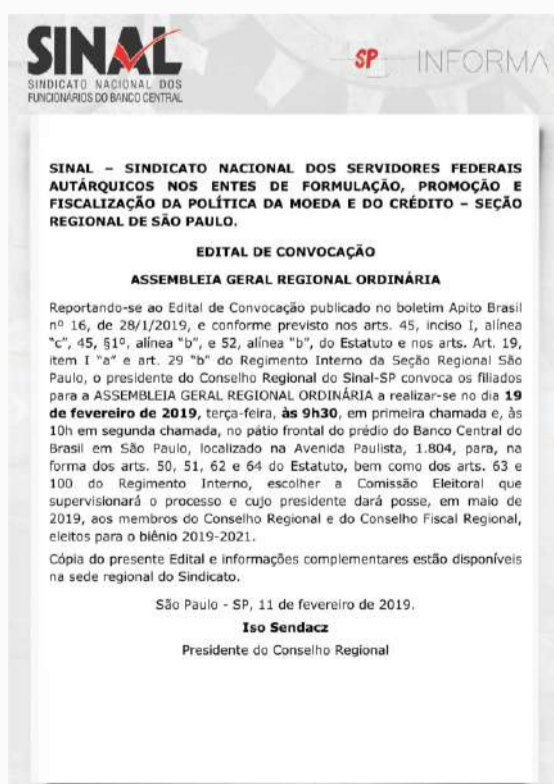 SINAL
SINDICATO NACIONAL DOS
FUNCIONÁRIOS DO BANCO CENTRAL
SP INFORMA
SINAL – SINDICATO NACIONAL DOS SERVIDORES FEDERAIS
AUTÁRQUICOS NOS ENTES DE FORMULAÇÃO, PROMOÇÃO E
FISCALIZAÇÃO DA POLÍTICA DA MOEDA E DO CRÉDITO – SEÇÃO
REGIONAL DE SÃO PAULO.
EDITAL DE CONVOCAÇÃO
ASSEMBLEIA GERAL REGIONAL ORDINÁRIA
Reportando-se ao Edital de Convocação publicado no boletim Apito Brasil
nº 16, de 28/1/2019, e conforme previsto nos arts. 45, inciso I, alínea
"c", 45, §1º, alínea "b", e 52, alínea "b", do Estatuto e nos arts. Art. 19,
item I "a" e art. 29 "b" do Regimento Interno da Seção Regional São
Paulo, o presidente do Conselho Regional do Sinal-SP convoca os filiados
para a ASSEMBLEIA GERAL REGIONAL ORDINÁRIA a realizar-se no dia 19
de fevereiro de 2019, terça-feira, às 9h30, em primeira chamada e, às
10h em segunda chamada, no pátio frontal do prédio do Banco Central do
Brasil em São Paulo, localizado na Avenida Paulista, 1.804, para, na
forma dos arts. 50, 51, 62 e 64 do Estatuto, bem como dos arts. 63 e
100 do Regimento Interno, escolher a Comissão Eleitoral que
supervisionará o processo e cujo presidente dará posse, em maio de
2019, aos membros do Conselho Regional e do Conselho Fiscal Regional,
eleitos para o biênio 2019-2021.
Cópia do presente Edital e informações complementares estão disponíveis
na sede regional do Sindicato.
São Paulo - SP, 11 de fevereiro de 2019.
Iso Sendacz
Presidente do Conselho Regional